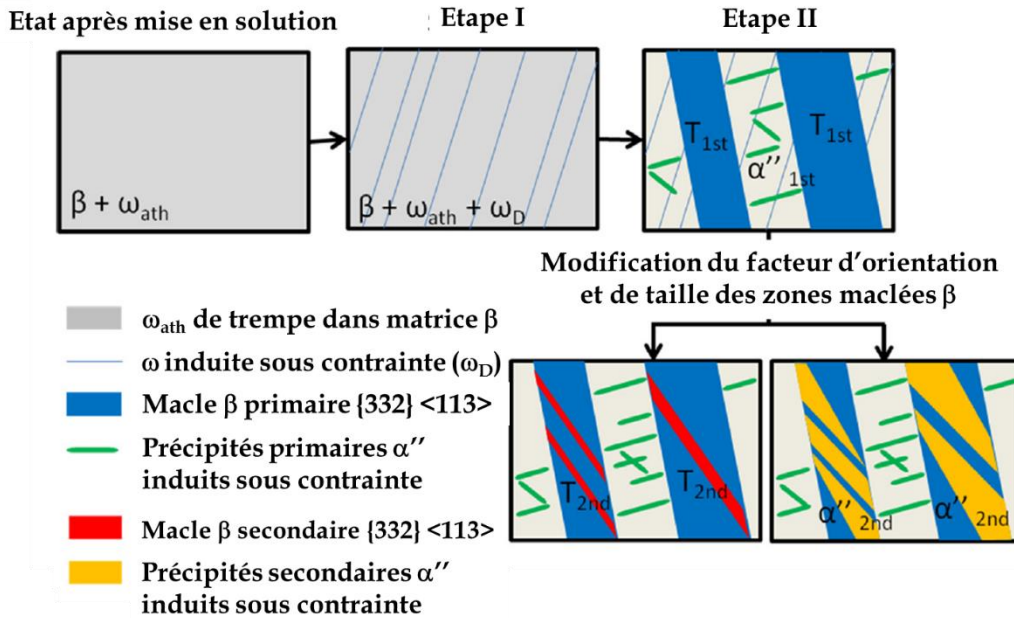 Etat après mise en solution
: Etape I
Etape II
β + ωath
β + ωath + ωD
T1st
T1st
α’’ 1st
Modification du facteur d’orientation
et de taille des zones maclées β
ωath de trempe dans matrice β
ω induite sous contrainte (ωD)
Macle β primaire {332} <113>
Précipités primaires α’’
induits sous contrainte
Macle β secondaire {332} <113>
Précipités secondaires α’’
induits sous contrainte
T2nd
T2nd
α’’ 2nd
α’’ 2nd